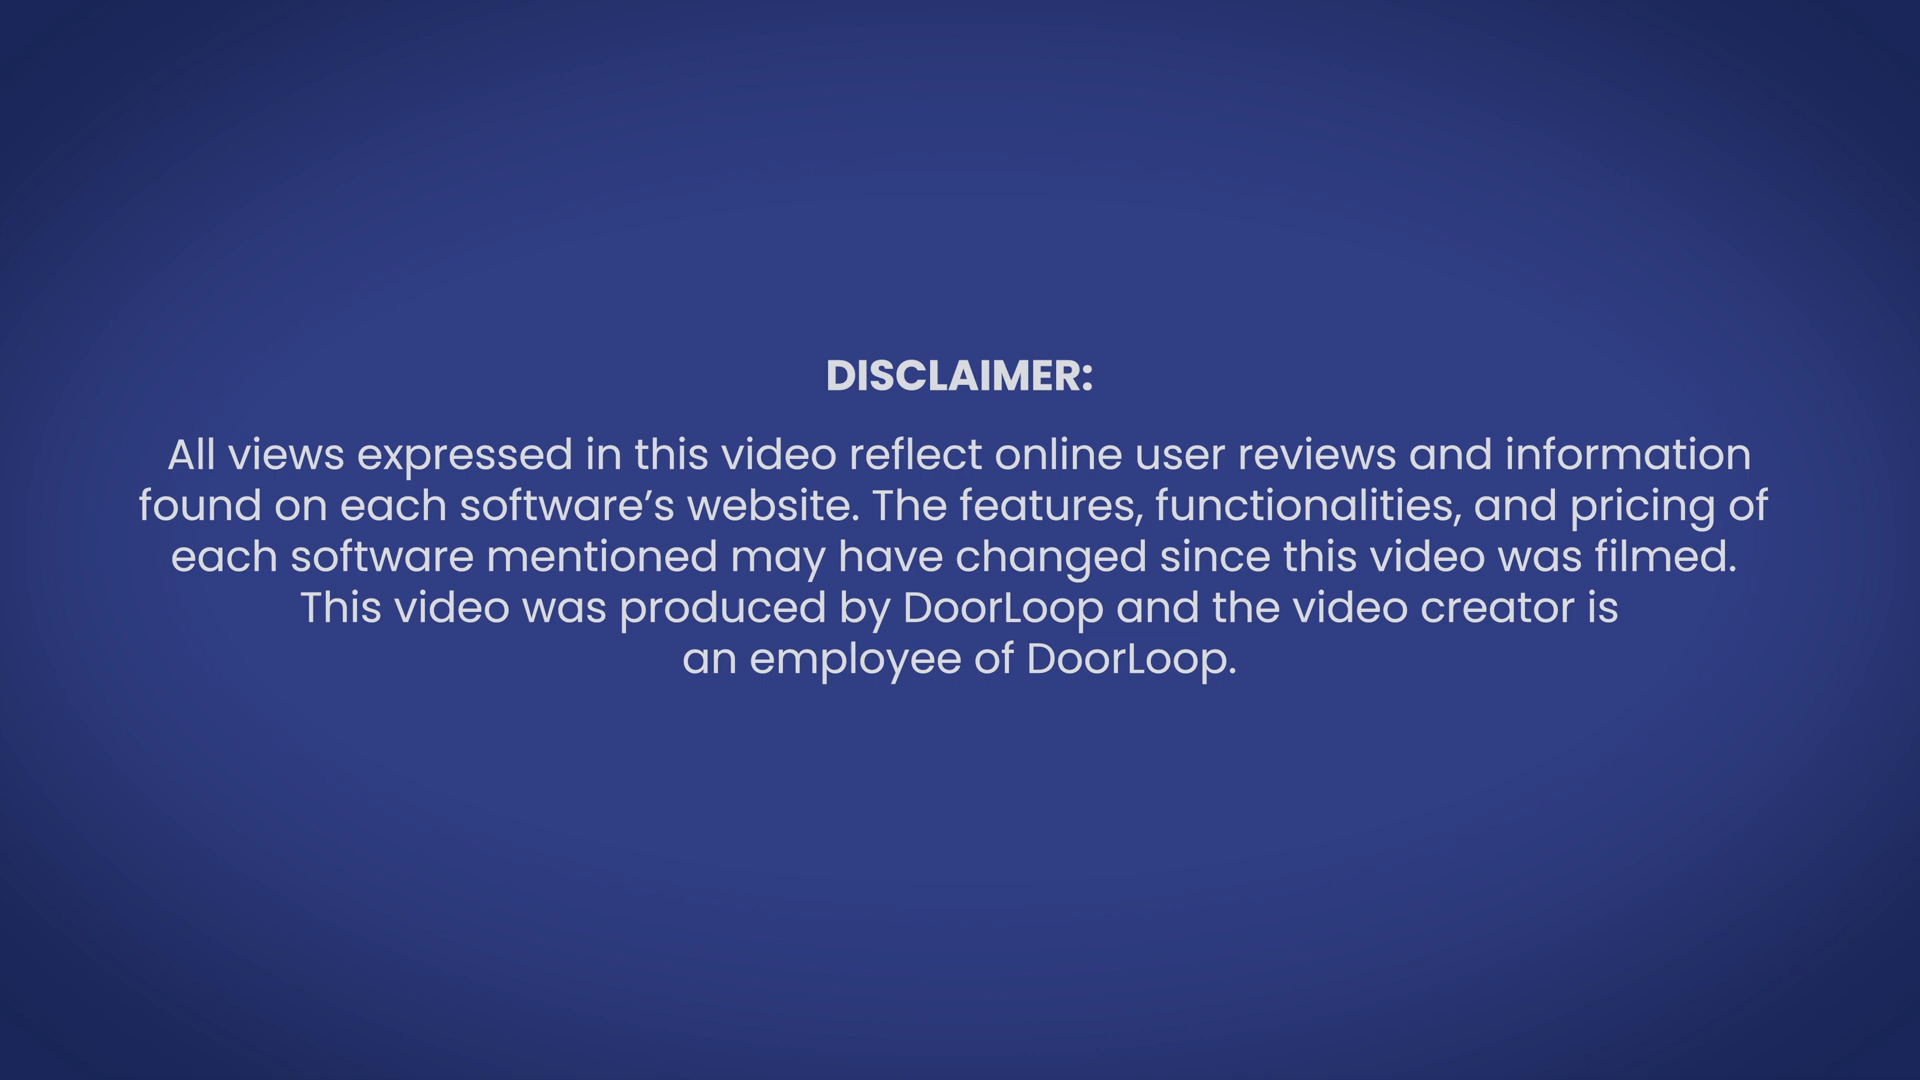 DISCLAIMER:
All views expressed in this video reflect online user reviews and information
found on each software’s website. The features, functionalities, and pricing of
each software mentioned may have changed since this video was filmed.
This video was produced by DoorLoop and the video creator is
an employee of DoorLoop.